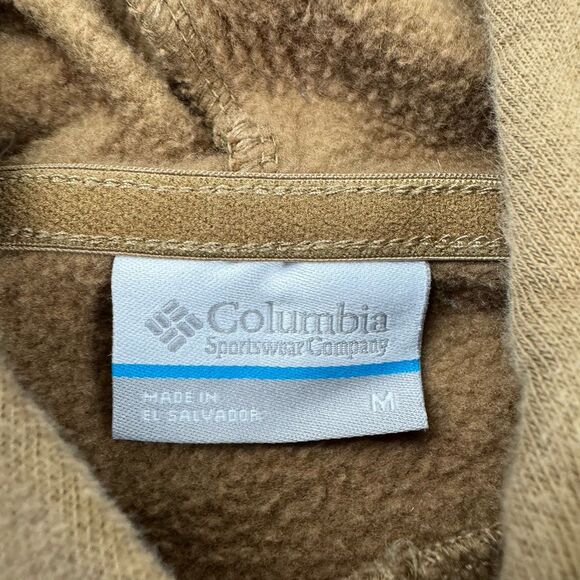 Columbia
Sportswear Company
MADE IN
EL SALVADOR
M